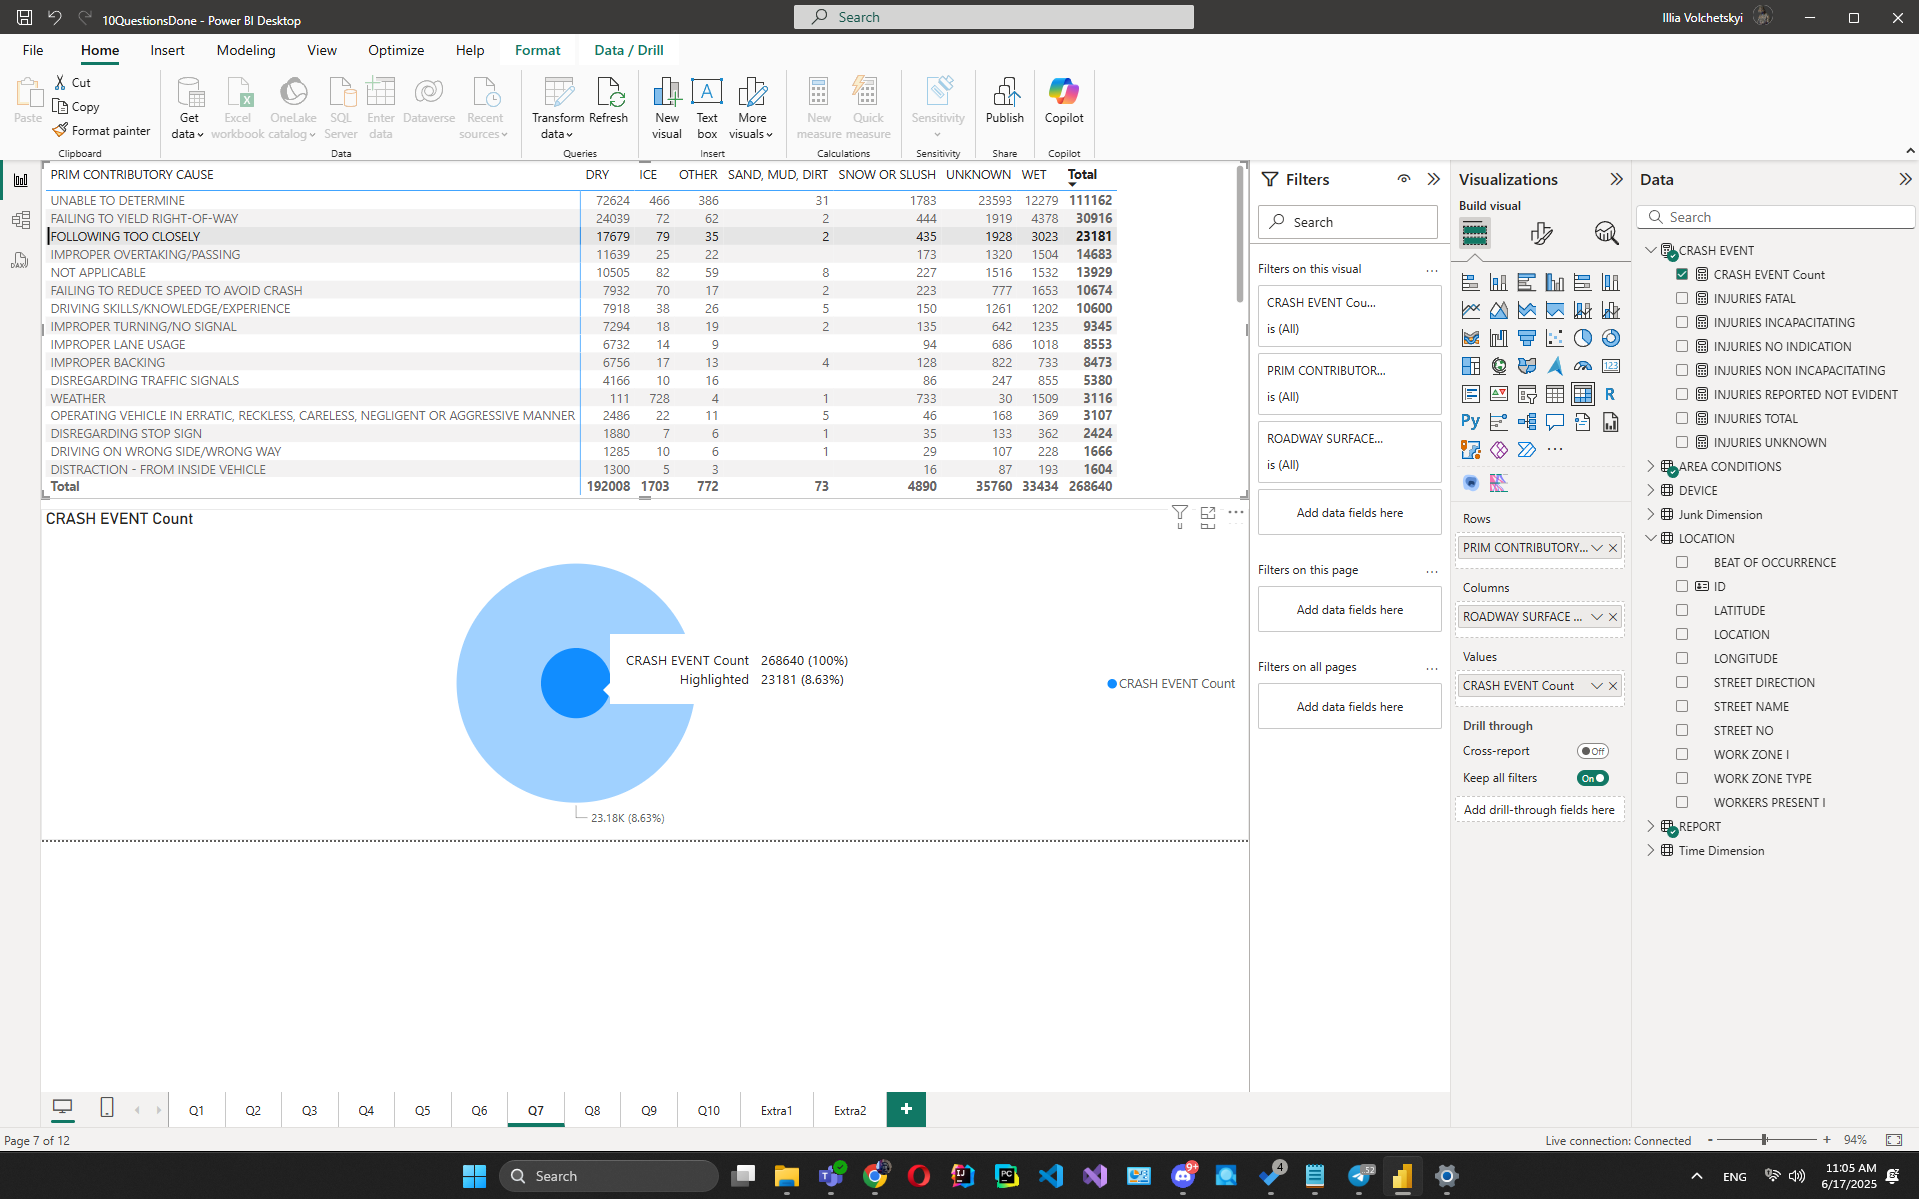 10QuestionsDone - Power BI Desktop
Search
Illia Volchetskyi
File Home Insert Modeling View Optimize Help Format Data / Drill
Paste
Cut
Copy
Format painter
Clipboard
Get data
Excel workbook
OneLake catalog
SQL Server
Enter data
Dataverse
Recent sources
Data
Transform data
Refresh
Queries
New visual
Text box
More visuals
Insert
New measure
Quick measure
Calculations
Sensitivity
Sensitivity
Publish
Share
Copilot
Copilot
PRIM CONTRIBUTORY CAUSE DRY ICE OTHER SAND, MUD, DIRT SNOW OR SLUSH UNKNOWN WET Total
UNABLE TO DETERMINE 72624 466 386 31 1783 23593 12279 111162
FAILING TO YIELD RIGHT-OF-WAY 24039 72 62 2 444 1919 4378 30916
FOLLOWING TOO CLOSELY 17679 79 35 2 435 1928 3023 23181
IMPROPER OVERTAKING/PASSING 11639 25 22 173 1320 1504 14683
NOT APPLICABLE 10505 82 59 8 227 1516 1532 13929
FAILING TO REDUCE SPEED TO AVOID CRASH 7932 70 17 2 223 777 1653 10674
DRIVING SKILLS/KNOWLEDGE/EXPERIENCE 7918 38 26 5 150 1261 1202 10600
IMPROPER TURNING/NO SIGNAL 7294 18 19 2 135 642 1235 9345
IMPROPER LANE USAGE 6732 14 9 94 686 1018 8553
IMPROPER BACKING 6756 17 13 4 128 822 733 8473
DISREGARDING TRAFFIC SIGNALS 4166 10 16 86 247 855 5380
WEATHER 111 728 4 1 733 30 1509 3116
OPERATING VEHICLE IN ERRATIC, RECKLESS, CARELESS, NEGLIGENT OR AGGRESSIVE MANNER 2486 22 11 5 46 168 369 3107
DISREGARDING STOP SIGN 1880 7 6 1 35 133 362 2424
DRIVING ON WRONG SIDE/WRONG WAY 1285 10 6 1 29 107 228 1666
DISTRACTION - FROM INSIDE VEHICLE 1300 5 3 16 87 193 1604
Total 192008 1703 772 73 4890 35760 33434 268640
CRASH EVENT Count
CRASH EVENT Count 268640 (100%)
Highlighted 23181 (8.63%)
CRASH EVENT Count
23.18K (8.63%)
Filters
Search
Filters on this visual ...
CRASH EVENT Cou...
is (All)
PRIM CONTRIBUTOR...
is (All)
ROADWAY SURFACE...
is (All)
Add data fields here
Filters on this page ...
Add data fields here
Filters on all pages ...
Add data fields here
Visualizations
Build visual
123
R
Py
...
Rows
PRIM CONTRIBUTORY...
Columns
ROADWAY SURFACE ...
Values
CRASH EVENT Count
Drill through
Cross-report Off
Keep all filters On
Add drill-through fields here
Data
Search
CRASH EVENT
CRASH EVENT Count
INJURIES FATAL
INJURIES INCAPACITATING
INJURIES NO INDICATION
INJURIES NON INCAPACITATING
INJURIES REPORTED NOT EVIDENT
INJURIES TOTAL
INJURIES UNKNOWN
AREA CONDITIONS
DEVICE
Junk Dimension
LOCATION
BEAT OF OCCURRENCE
ID
LATITUDE
LOCATION
LONGITUDE
STREET DIRECTION
STREET NAME
STREET NO
WORK ZONE I
WORK ZONE TYPE
WORKERS PRESENT I
REPORT
Time Dimension
DAX
Q1 Q2 Q3 Q4 Q5 Q6 Q7 Q8 Q9 Q10 Extra1 Extra2 +
Page 7 of 12
Live connection: Connected - + 94%
Search
9+
4
52
ENG
11:05 AM
6/17/2025